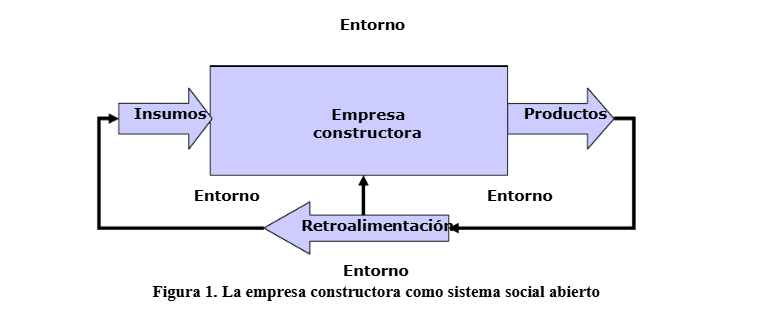 Entorno
Insumos
Empresa
constructora
Productos
Entorno
Entorno
Retroalimentación
Entorno
Figura 1. La empresa constructora como sistema social abierto